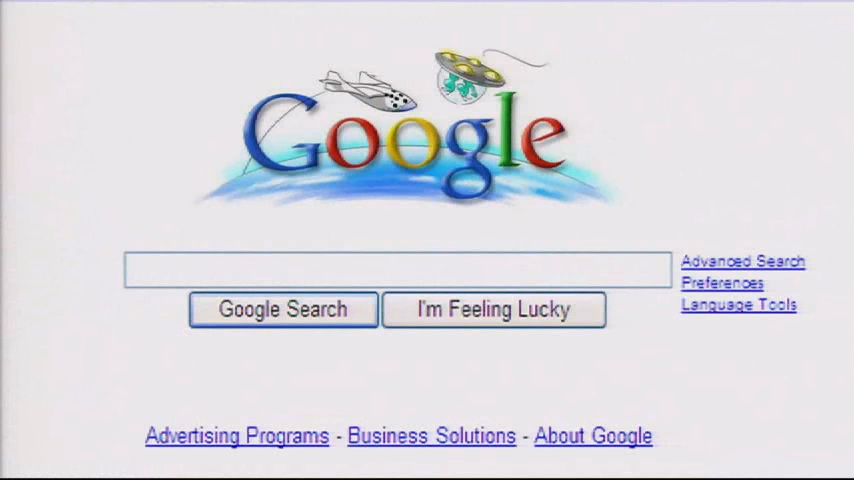 Google
Advanced Search
Preferences
Language Tools
Google Search
I'm Feeling Lucky
Advertising Programs - Business Solutions - About Google